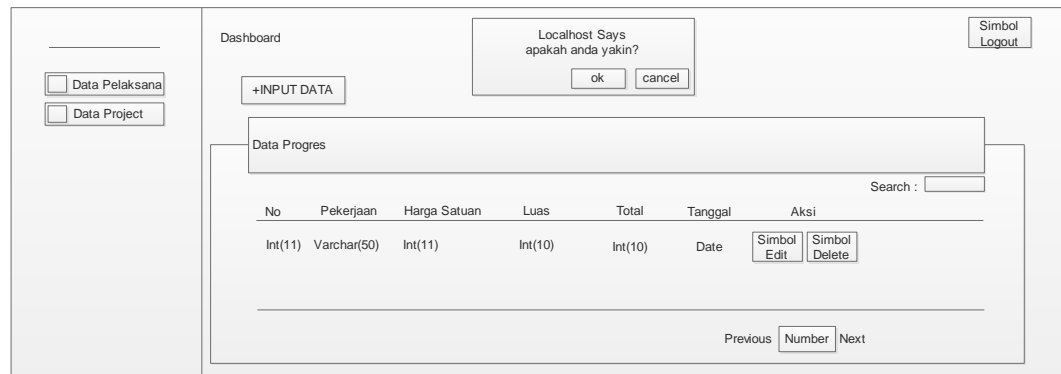 Dashboard
Localhost Says
apakah anda yakin?
ok cancel
Simbol
Logout
Data Pelaksana
Data Project
+INPUT DATA
Data Progres
Search :
No Pekerjaan Harga Satuan Luas Total Tanggal Aksi
Int(11) Varchar(50) Int(11) Int(10) Int(10) Date
Simbol
Edit
Simbol
Delete
Previous Number Next